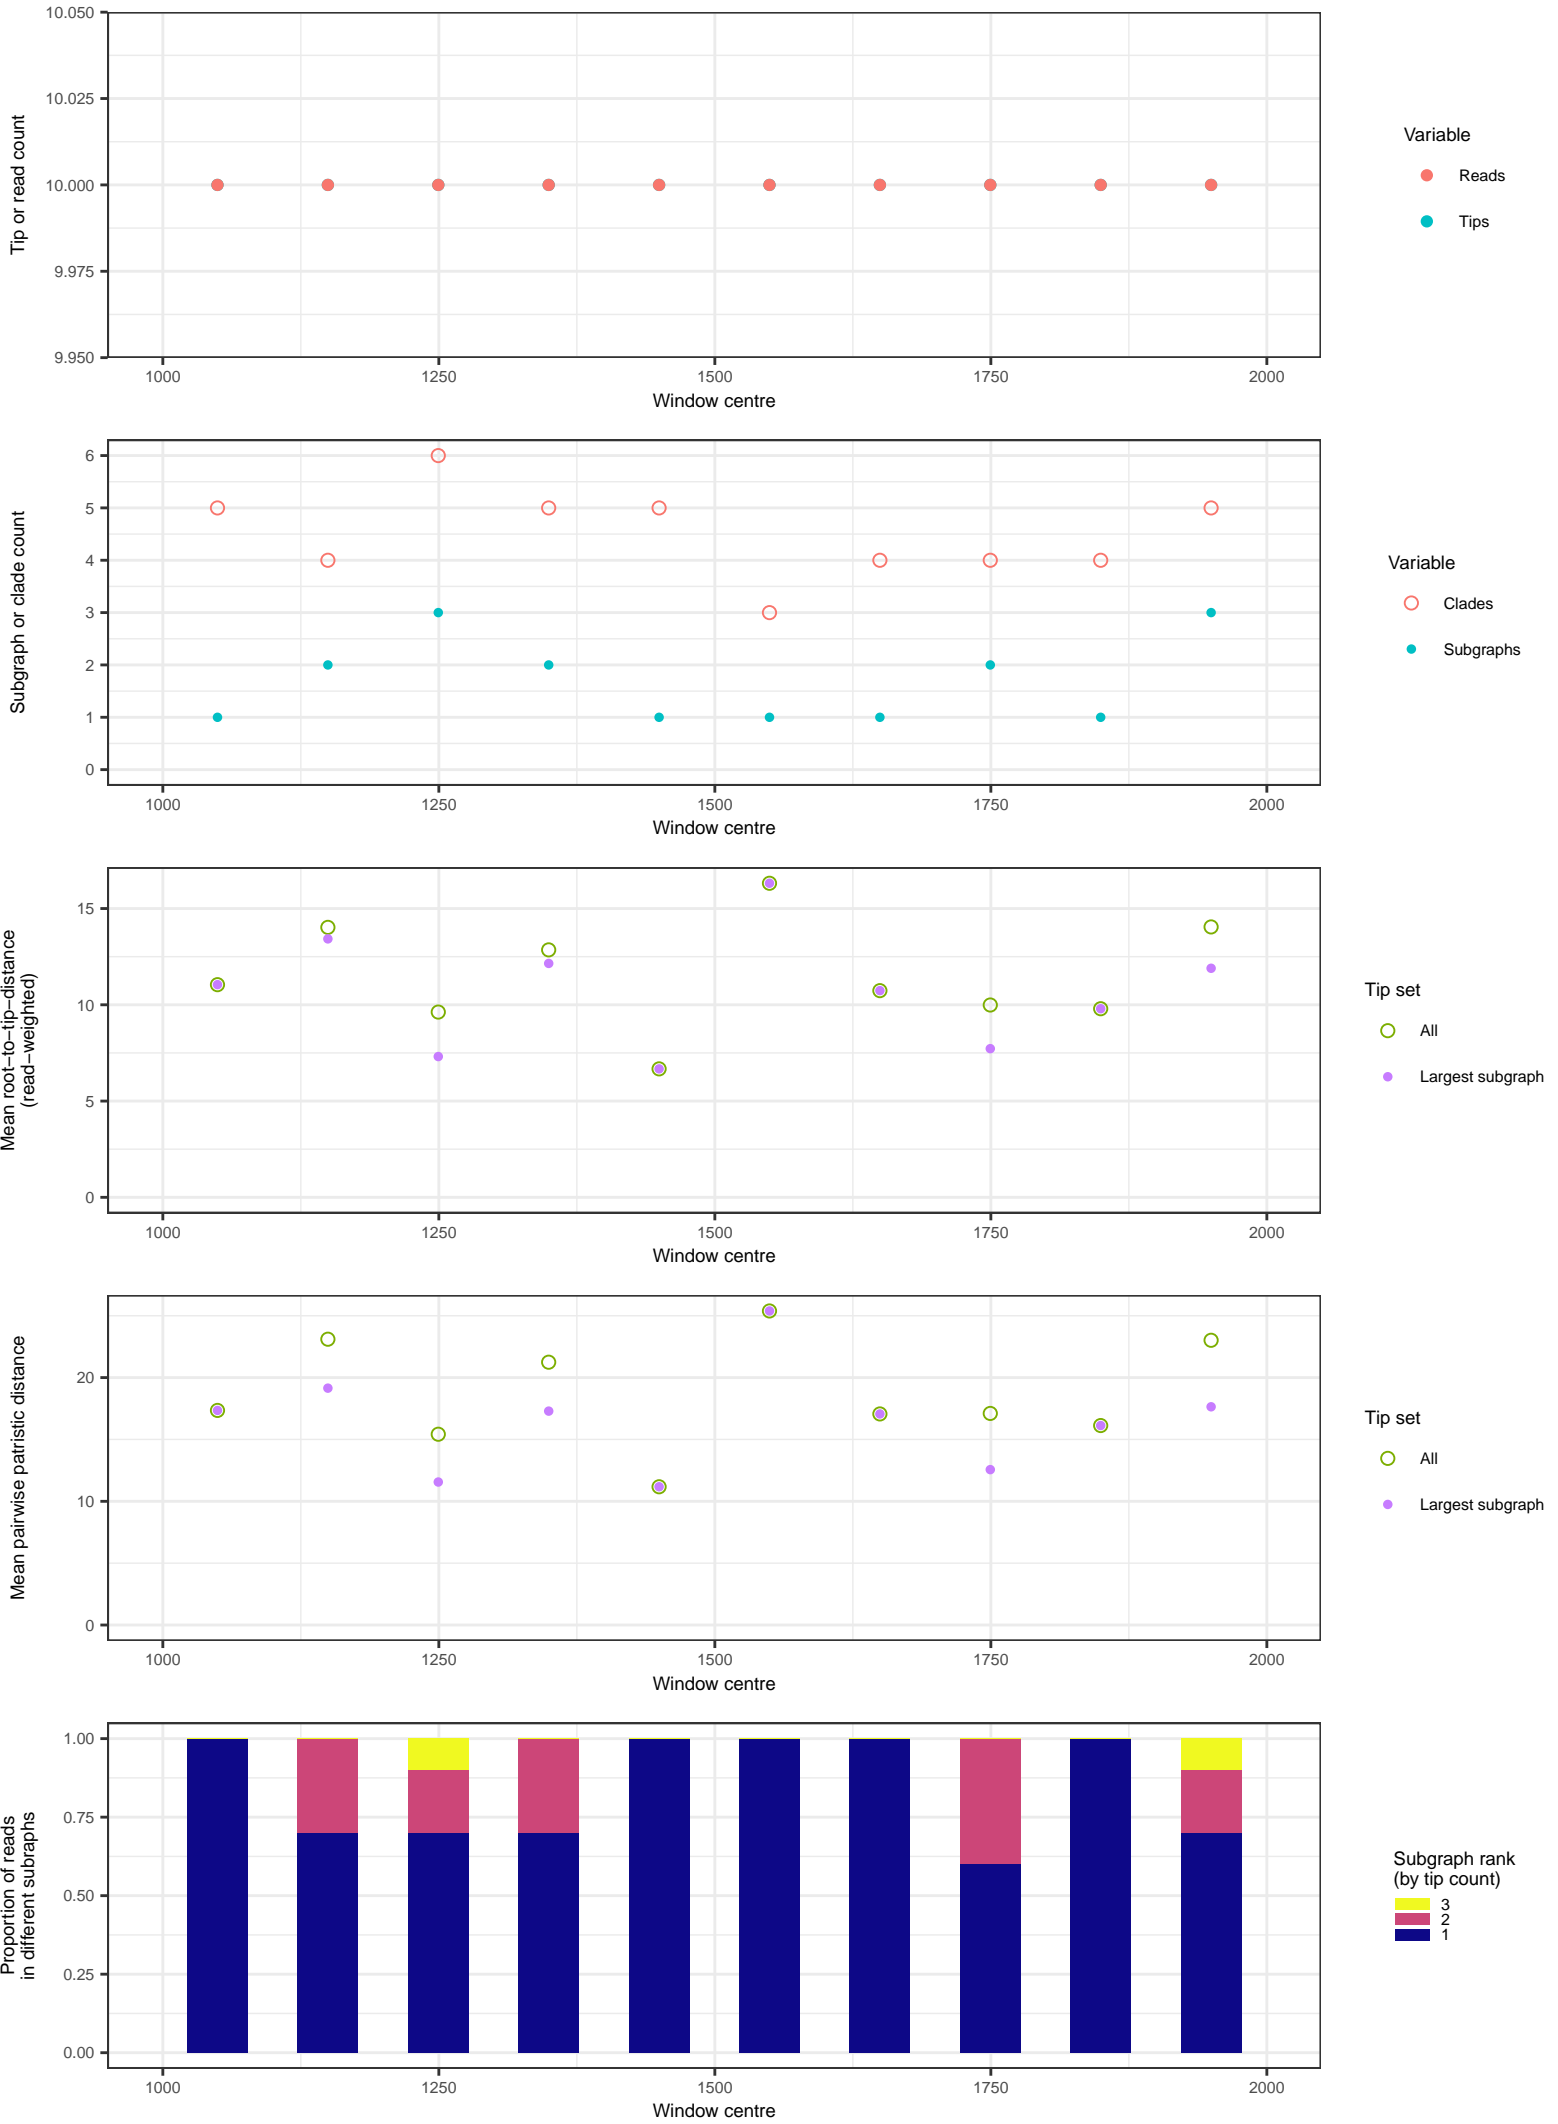 10.050
10.025
10.000
9.975
9.950
Tip or read count
1000 1250 1500 1750 2000
Window centre
Variable
Reads
Tips
6
5
4
3
2
1
0
Subgraph or clade count
1000 1250 1500 1750 2000
Window centre
Variable
Clades
Subgraphs
15
10
5
0
Mean root−to−tip−distance
(read−weighted)
1000 1250 1500 1750 2000
Window centre
Tip set
All
Largest subgraph
20
10
0
Mean pairwise patristic distance
1000 1250 1500 1750 2000
Window centre
Tip set
All
Largest subgraph
1.00
0.75
0.50
0.25
0.00
Proportion of reads
in different subraphs
1000 1250 1500 1750 2000
Window centre
Subgraph rank
(by tip count)
3
2
1